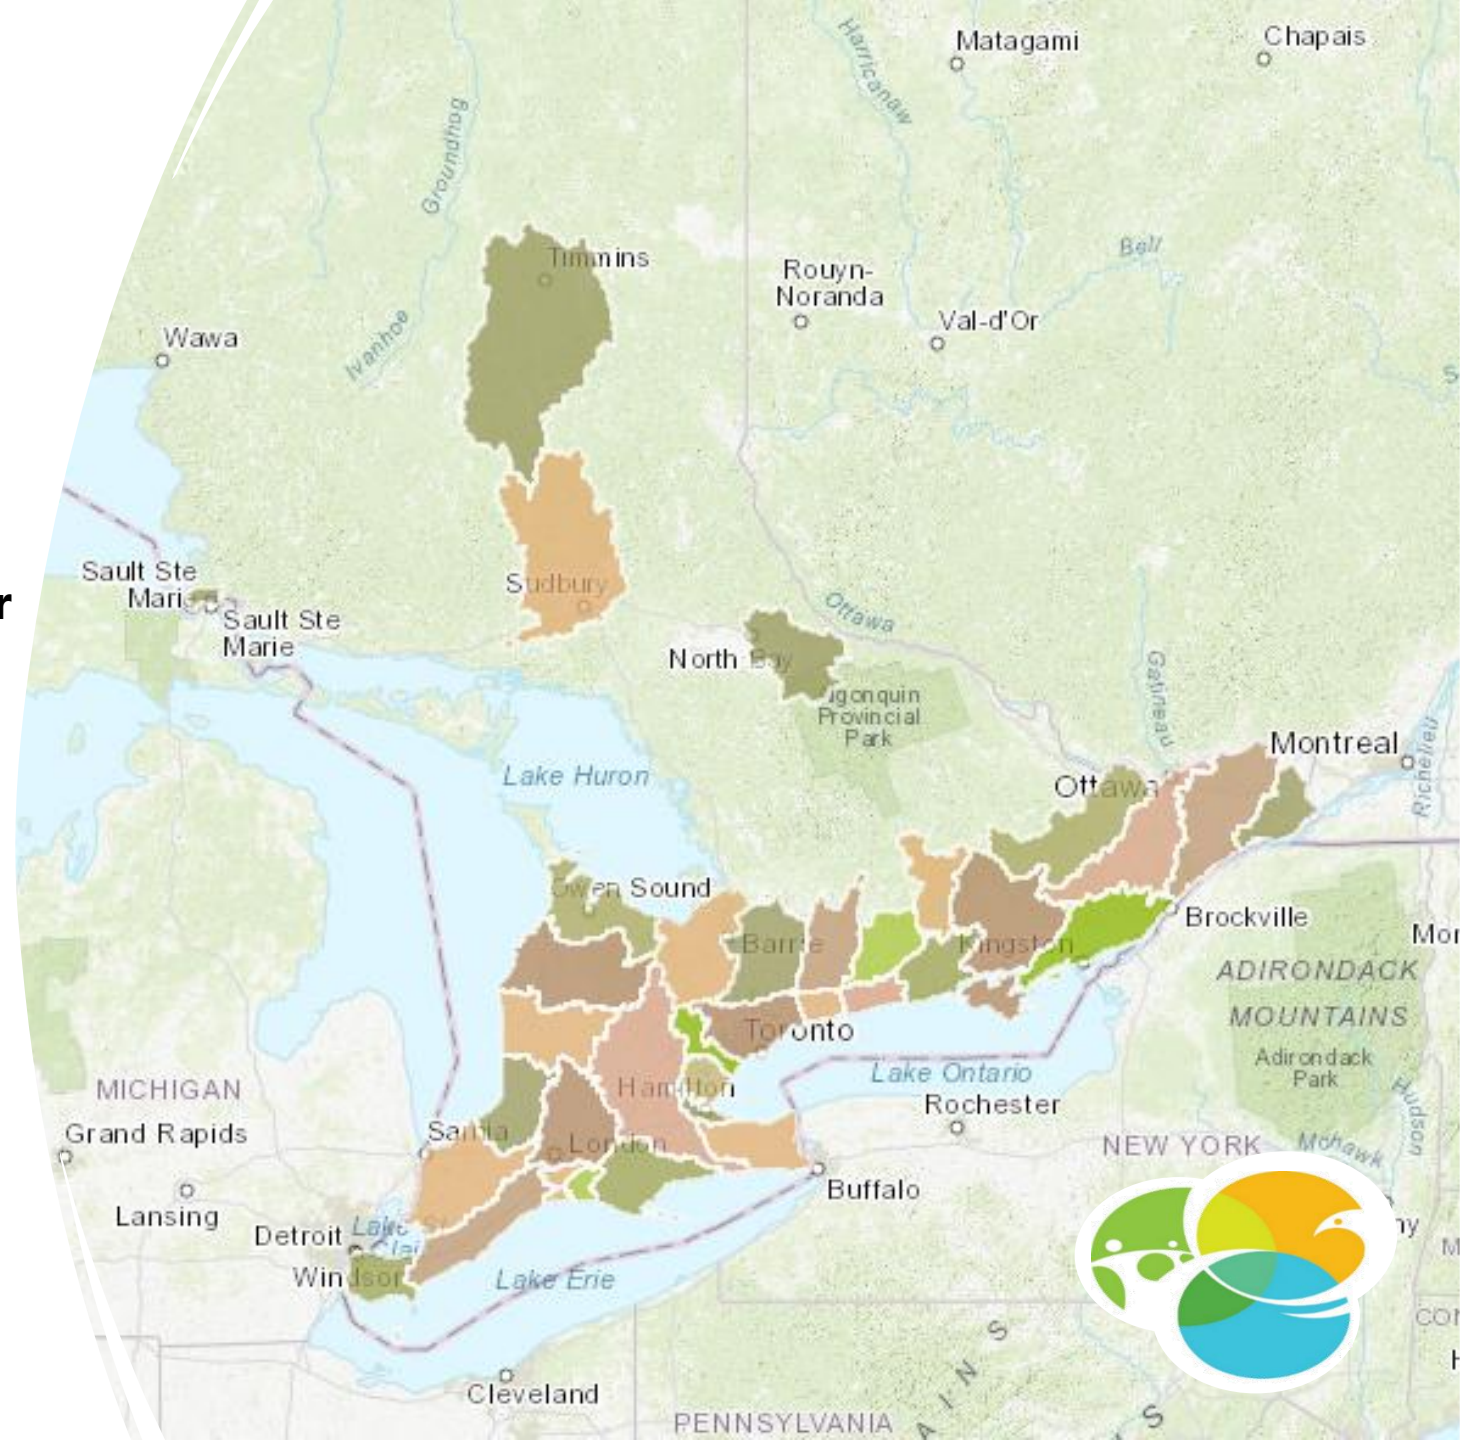 Matagami
Chapais
Harricanaw
Groundhog
Timmins
Bell
Rouyn-
Noranda
Val-d'Or
Ivanhoe
Wawa
Sault Ste
Sudbury
r
Sault Ste
Marie
Ottawa
North Bay
Gatineau
Provincial
Park
Montreal
Richelieu
Lake Huron
Ottawa
Owen Sound
Barrie
Kingston
Brockville
ADIRONDACK
MOUNTAINS
Toronto
Adirondack
Park
Lake Ontario
MICHIGAN
Hamilton
Rochester
Hudson
Grand Rapids
Sarnia
London
NEW YORK
Mohawk
Buffalo
Lansing
Detroit
Lake
Windsor
Lake Erie
Cleveland
PENNSYLVANIA